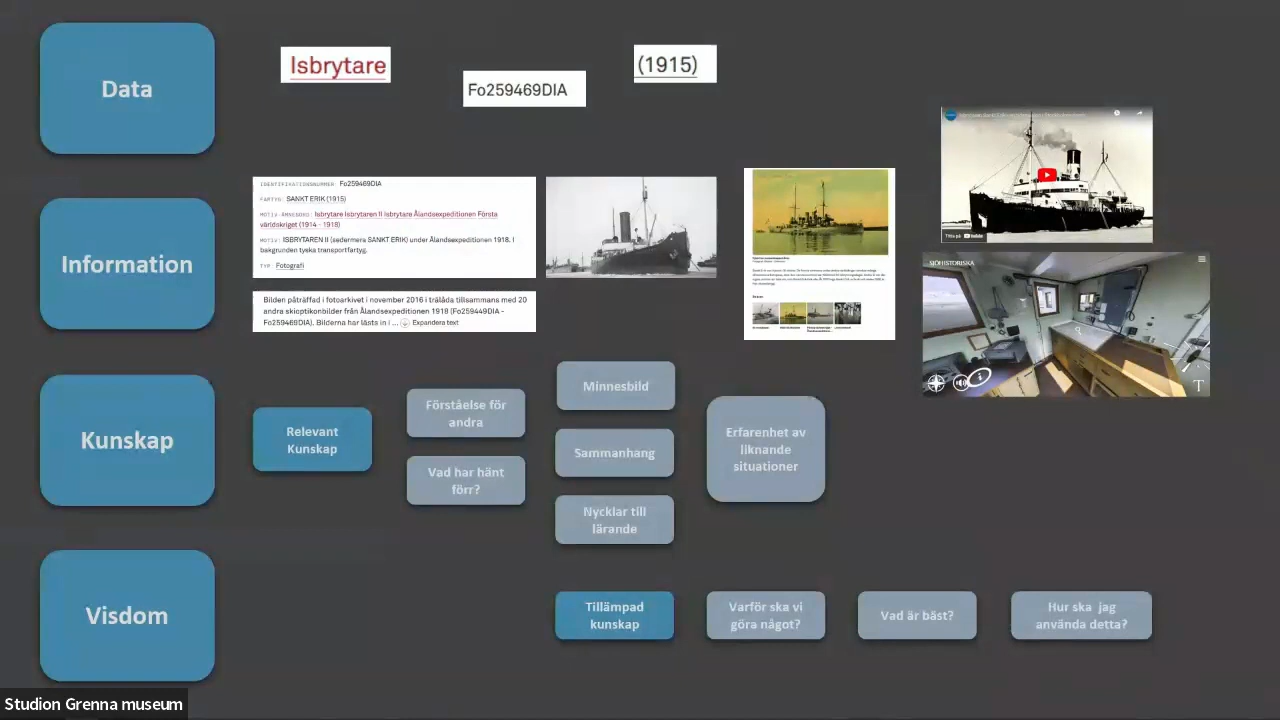 Data
Isbrytare
Fo259469DIA
(1915)
Information
IDENTIFIKATIONSNUMMER: Fo259469DIA
FARTYG: SANKT ERIK (1915)
MOTIV-ÄMNESORD: Isbrytare Isbrytaren II Isbrytare Ålandsexpeditionen Första
världskriget (1914 - 1918)
MOTIV: ISBRYTAREN II (sedermera SANKT ERIK) under Ålandsexpeditionen 1918. I
bakgrunden tyska transportfartyg.
TYP: Fotografi
Bilden påträffad i fotoarkivet i november 2016 i trälåda tillsammans med 20
andra skioptikonbilder från Ålandsexpeditionen 1918 (Fo259449DIA -
Fo259469DIA). Bilderna har lästs in i ... Expandera text
Titta på YouTube
SJÖHISTORISKA
T
Kunskap
Relevant
Kunskap
Förståelse för
andra
Vad har hänt
förr?
Minnesbild
Sammanhang
Nycklar till
lärande
Erfarenhet av
liknande
situationer
Visdom
Tillämpad
kunskap
Varför ska vi
göra något?
Vad är bäst?
Hur ska jag
använda detta?
Studion Grenna museum